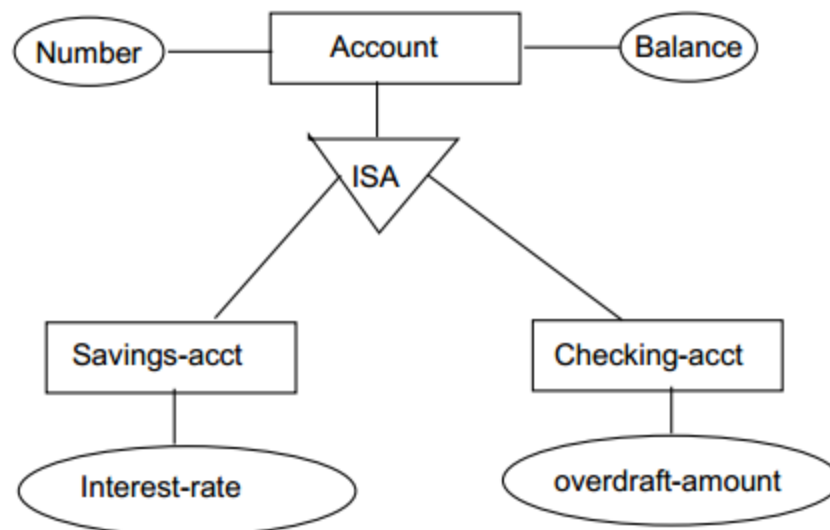 Number
Account
Balance
ISA
Savings-acct
Checking-acct
Interest-rate
overdraft-amount